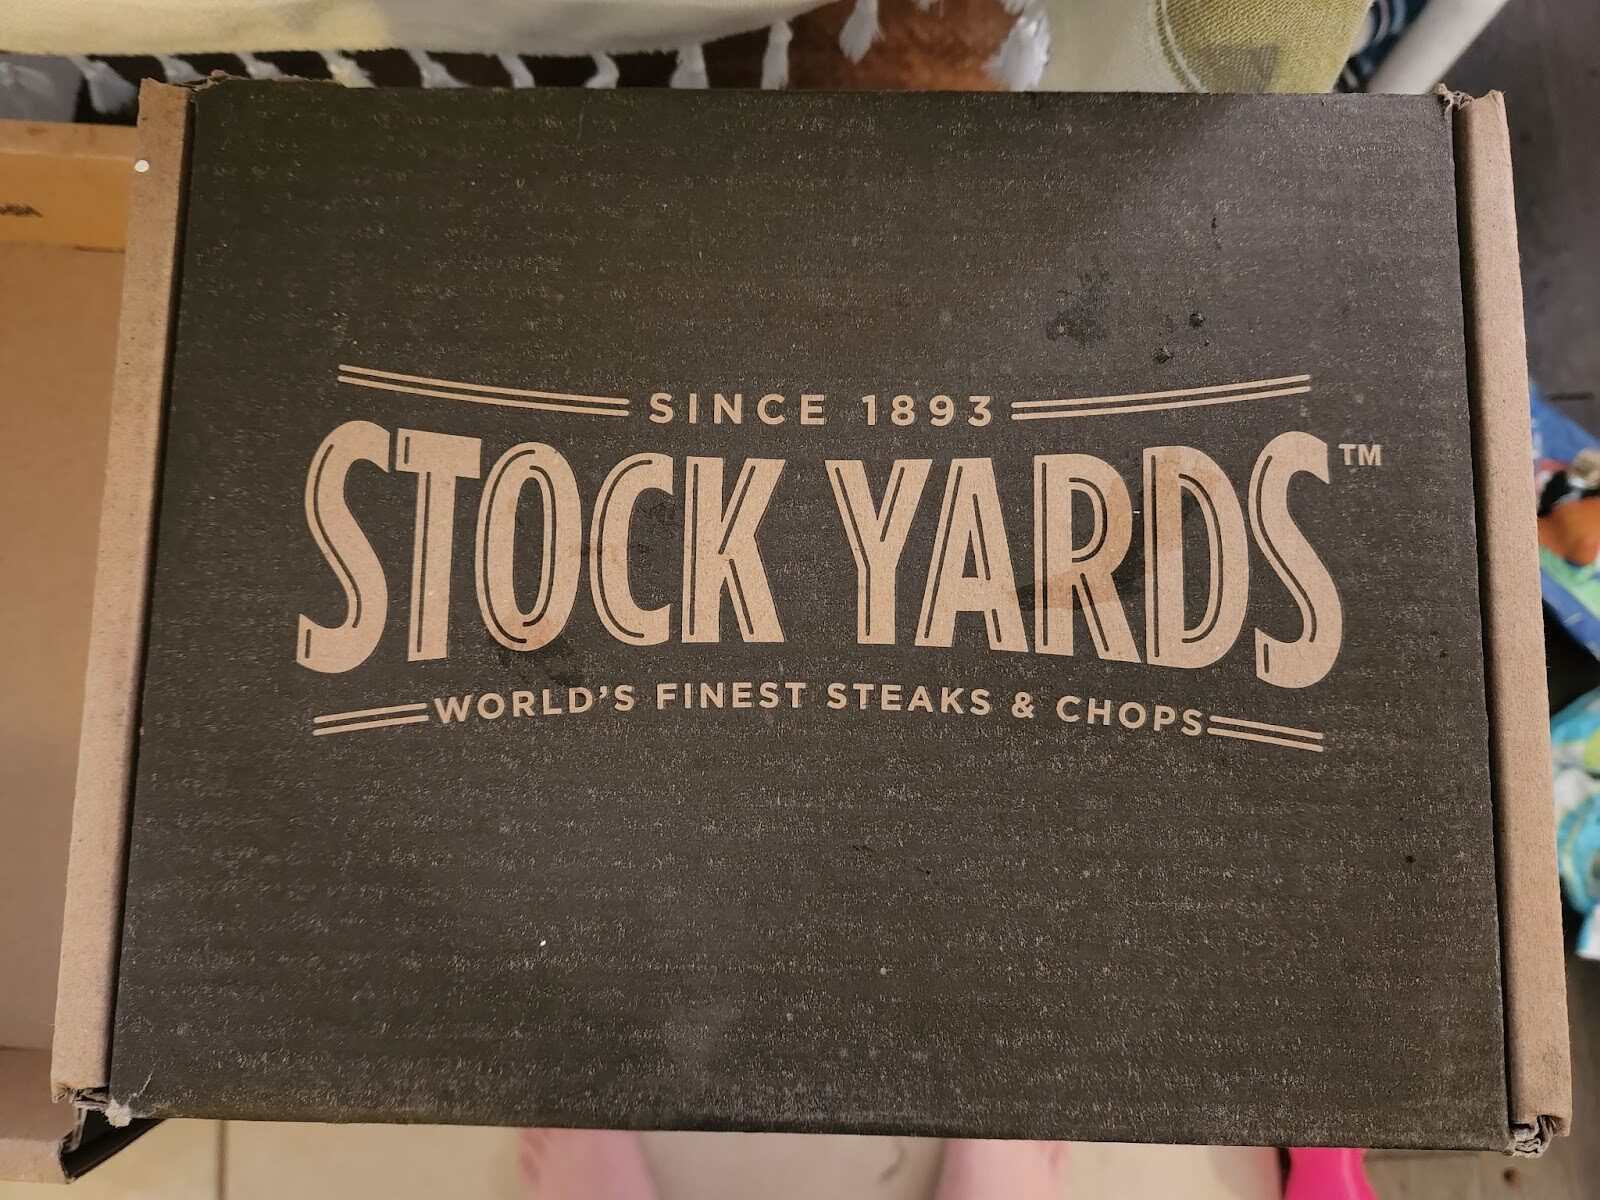 SINCE 1893
STOCK YARDS™
WORLD'S FINEST STEAKS & CHOPS